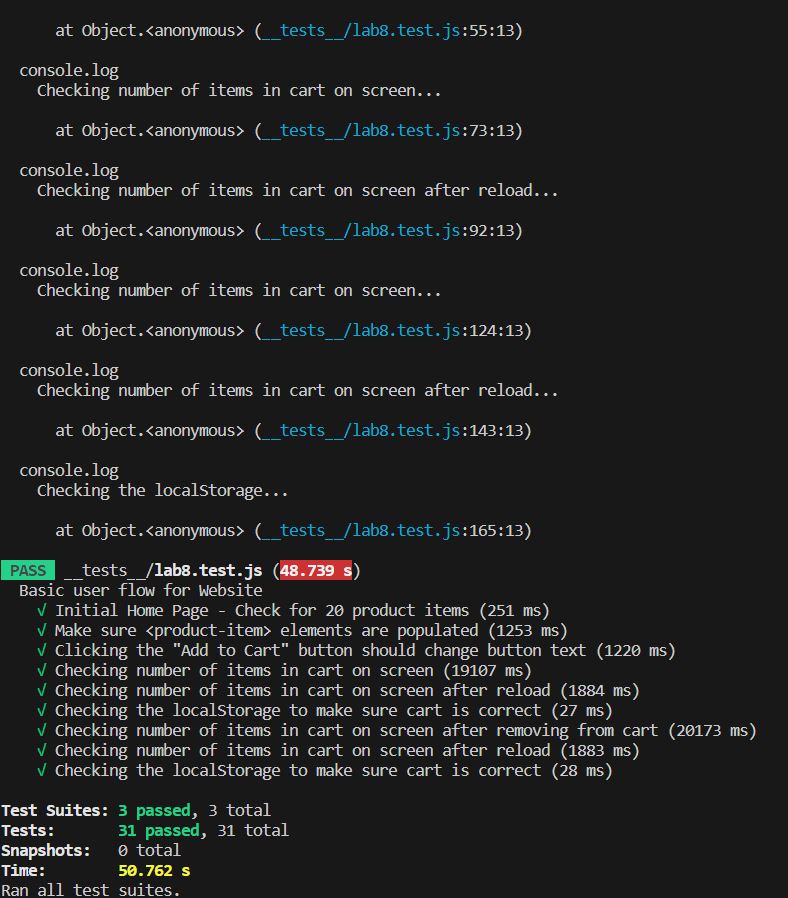 at Object.<anonymous> (__tests__/lab8.test.js:55:13)
console.log
Checking number of items in cart on screen...
at Object.<anonymous> (__tests__/lab8.test.js:73:13)
console.log
Checking number of items in cart on screen after reload...
at Object.<anonymous> (__tests__/lab8.test.js:92:13)
console.log
Checking number of items in cart on screen...
at Object.<anonymous> (__tests__/lab8.test.js:124:13)
console.log
Checking number of items in cart on screen after reload...
at Object.<anonymous> (__tests__/lab8.test.js:143:13)
console.log
Checking the localStorage...
at Object.<anonymous> (__tests__/lab8.test.js:165:13)
PASS __tests__/lab8.test.js (48.739 s)
Basic user flow for Website
√ Initial Home Page - Check for 20 product items (251 ms)
√ Make sure <product-item> elements are populated (1253 ms)
√ Clicking the "Add to Cart" button should change button text (1220 ms)
√ Checking number of items in cart on screen (19107 ms)
√ Checking number of items in cart on screen after reload (1884 ms)
√ Checking the localStorage to make sure cart is correct (27 ms)
√ Checking number of items in cart on screen after removing from cart (20173 ms)
√ Checking number of items in cart on screen after reload (1883 ms)
√ Checking the localStorage to make sure cart is correct (28 ms)
Test Suites: 3 passed, 3 total
Tests: 31 passed, 31 total
Snapshots: 0 total
Time: 50.762 s
Ran all test suites.